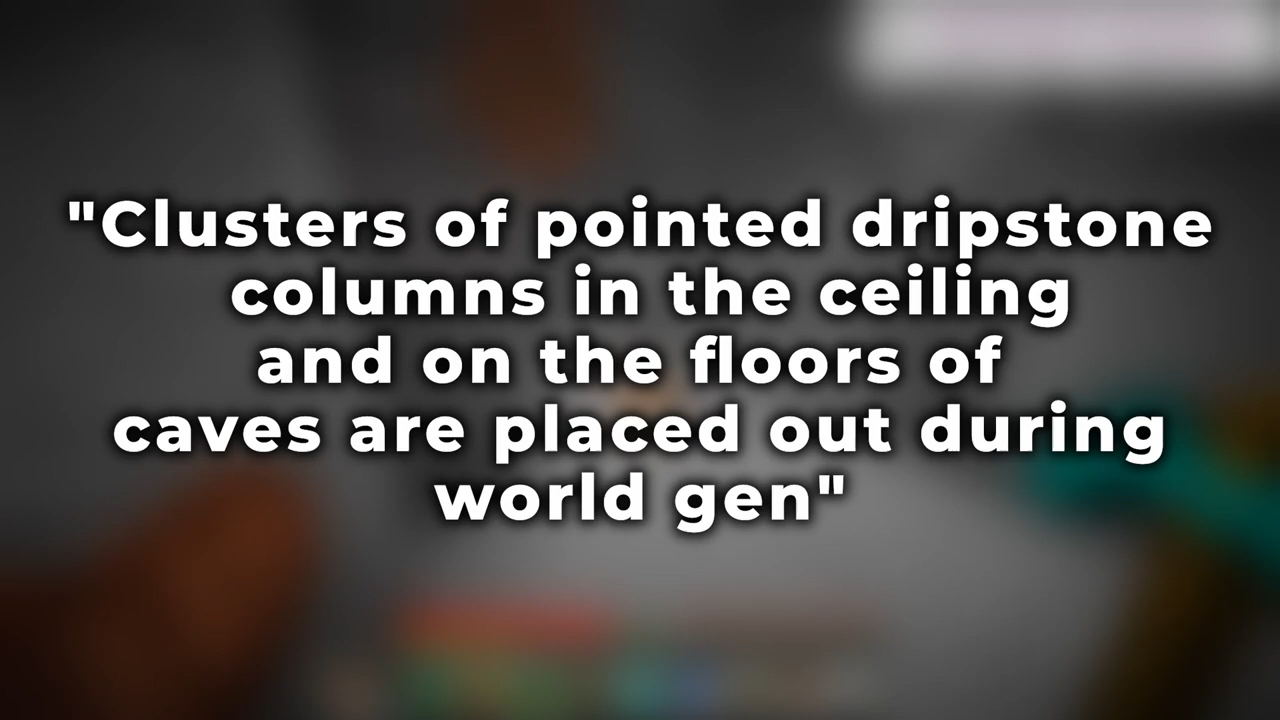 "Clusters of pointed dripstone
columns in the ceiling
and on the floors of
caves are placed out during
world gen"